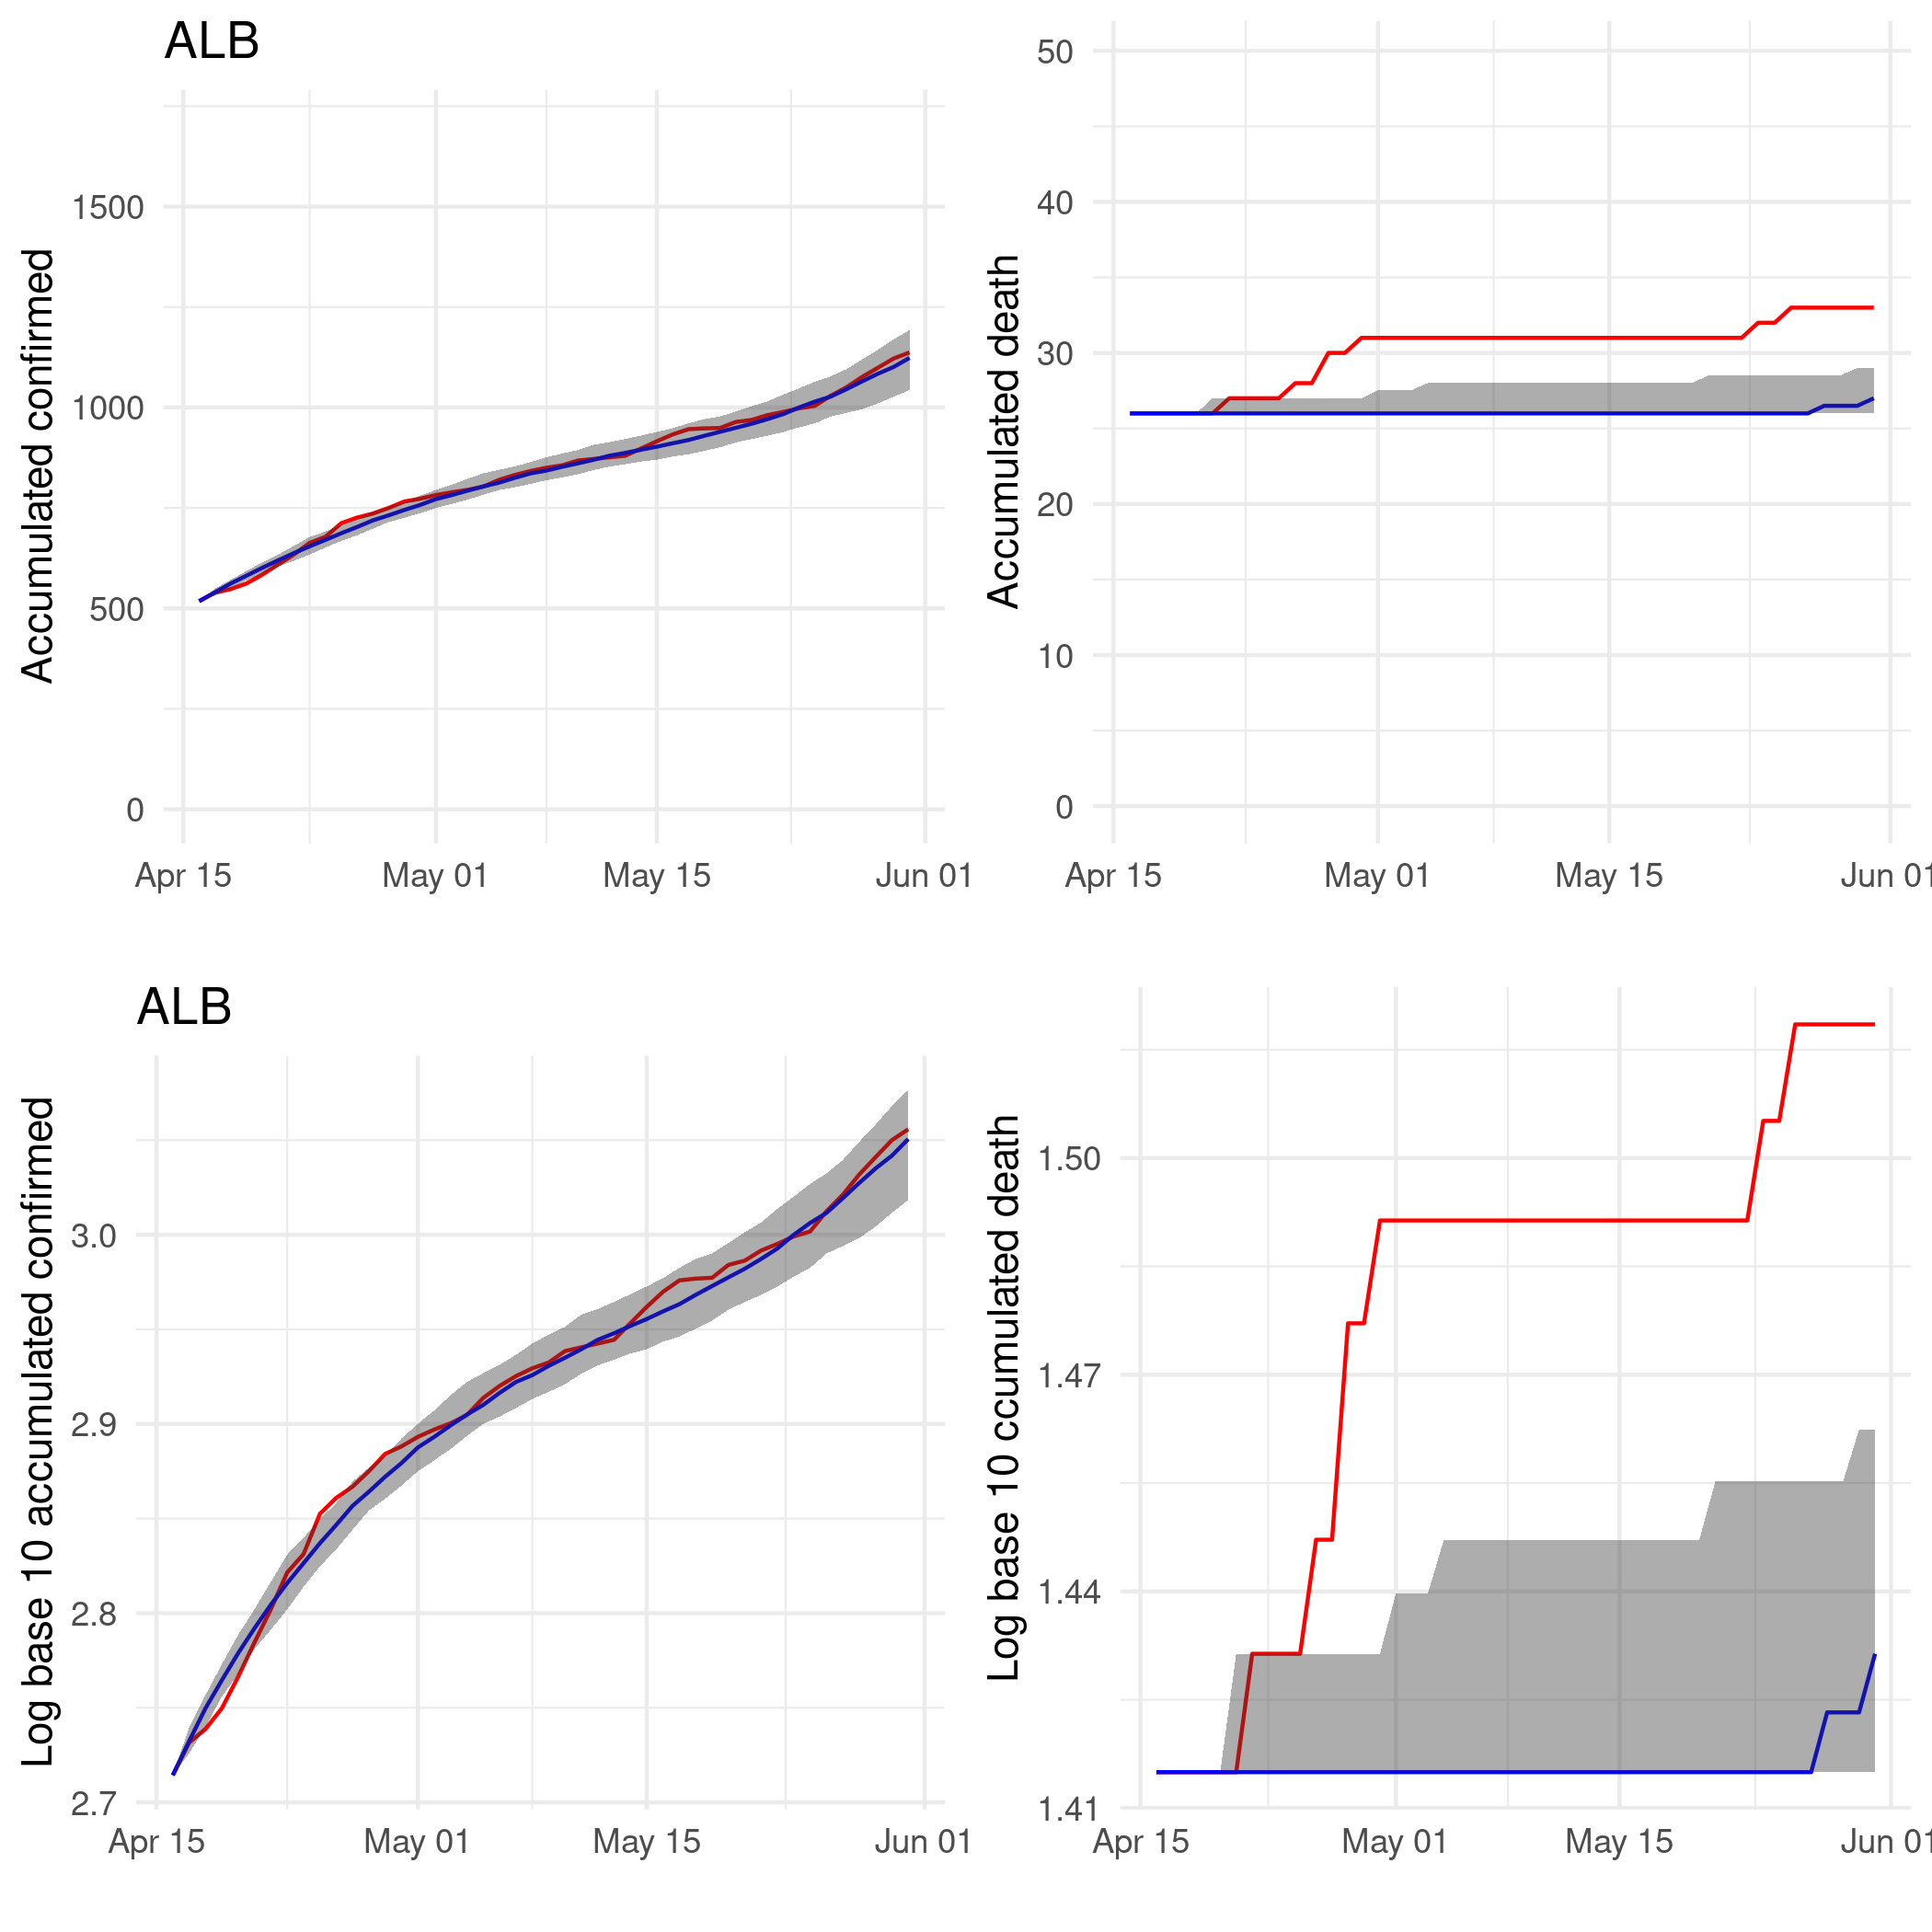 ALB
Accumulated confirmed
1500
1000
500
0
Apr 15 May 01 May 15 Jun 01
Accumulated death
50
40
30
20
10
0
Apr 15 May 01 May 15 Jun 01
ALB
Log base 10 accumulated confirmed
3.0
2.9
2.8
2.7
Apr 15 May 01 May 15 Jun 01
Log base 10 ccumulated death
1.50
1.47
1.44
1.41
Apr 15 May 01 May 15 Jun 01